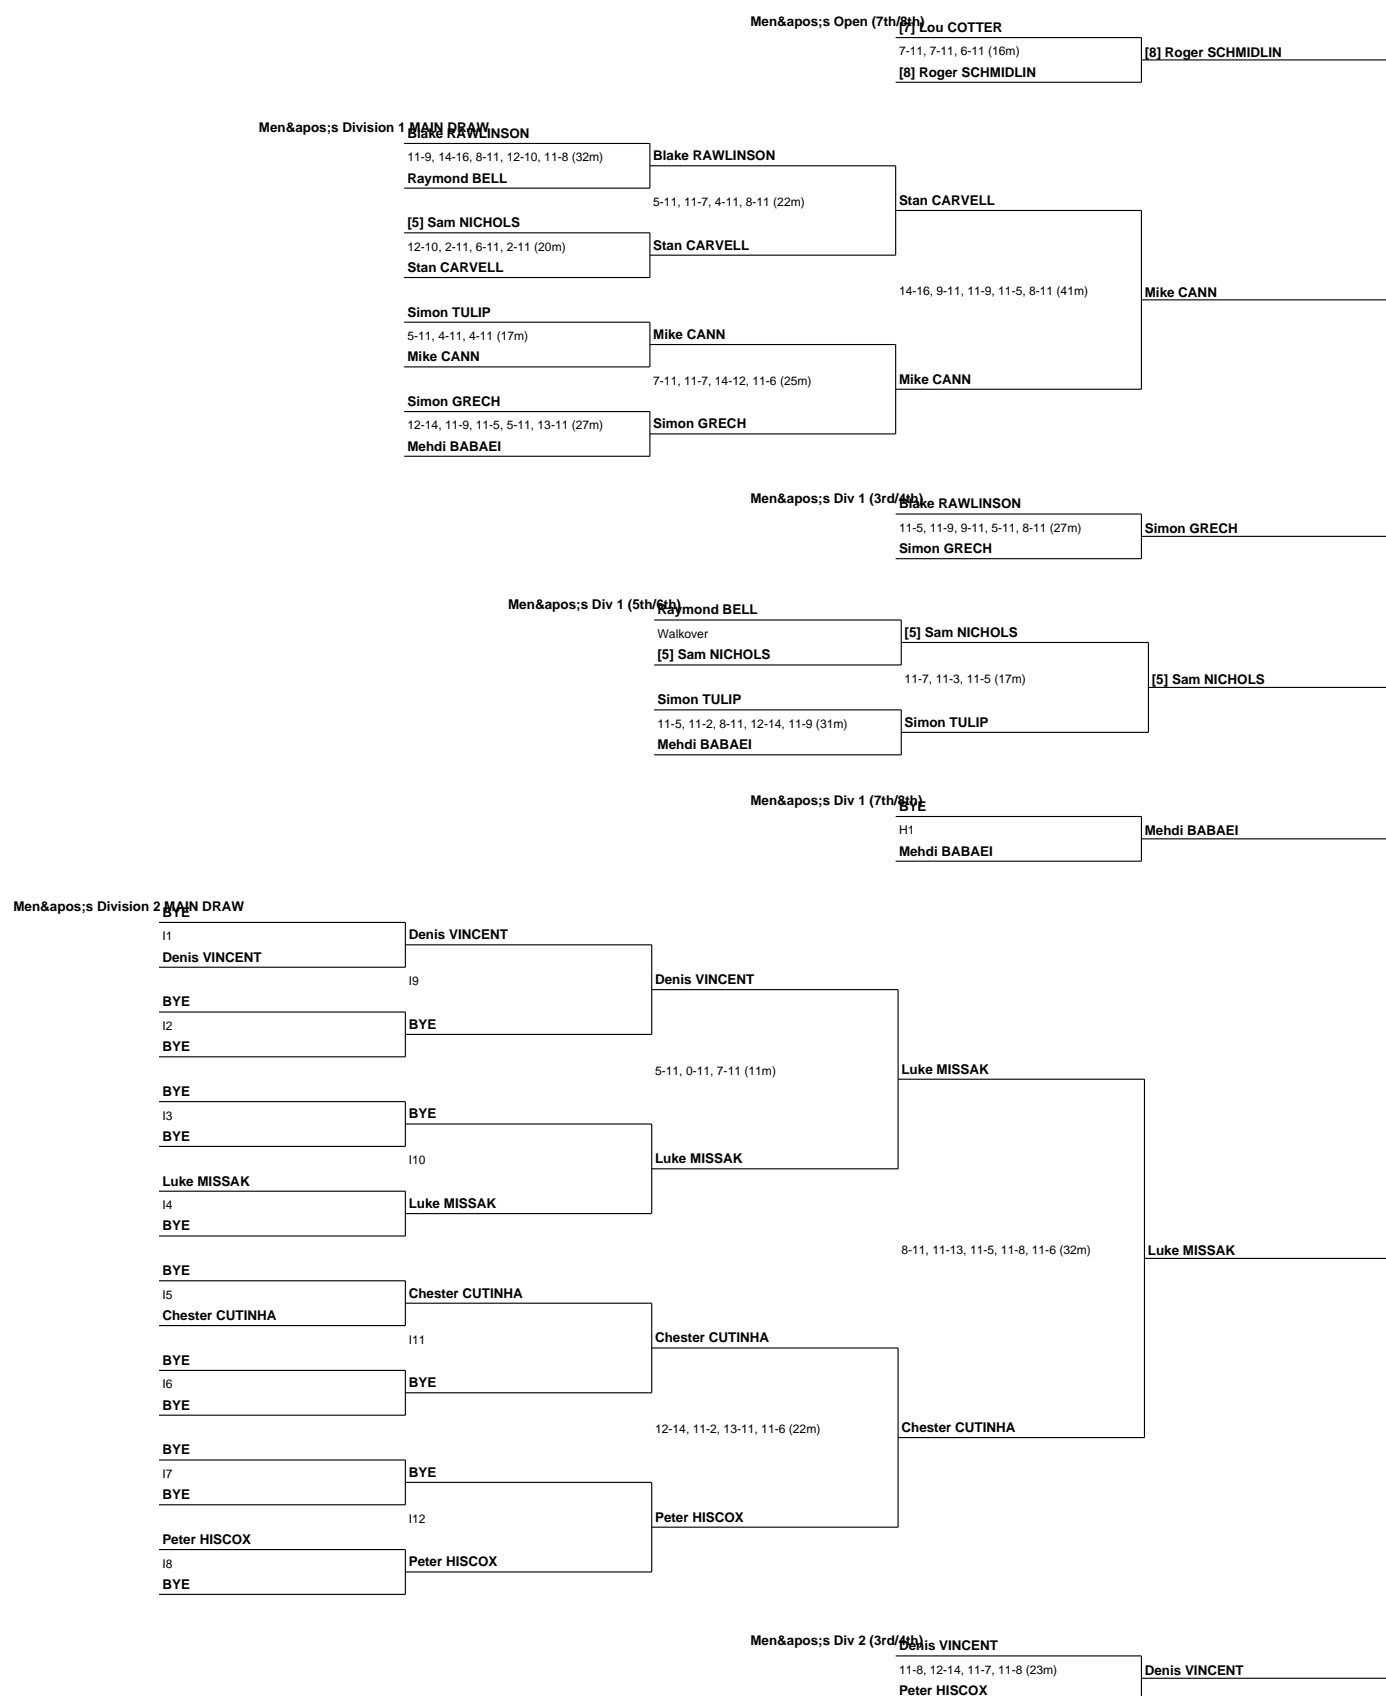 Men&apos;s Open (7th/8th)
[7] Lou COTTER
7-11, 7-11, 6-11 (16m)
[8] Roger SCHMIDLIN
[8] Roger SCHMIDLIN
Men&apos;s Division 1 MAIN DRAW
Blake RAWLINSON
11-9, 14-16, 8-11, 12-10, 11-8 (32m)
Blake RAWLINSON
Raymond BELL
5-11, 11-7, 4-11, 8-11 (22m)
Stan CARVELL
[5] Sam NICHOLS
12-10, 2-11, 6-11, 2-11 (20m)
Stan CARVELL
Stan CARVELL
14-16, 9-11, 11-9, 11-5, 8-11 (41m)
Mike CANN
Simon TULIP
5-11, 4-11, 4-11 (17m)
Mike CANN
Mike CANN
7-11, 11-7, 14-12, 11-6 (25m)
Mike CANN
Simon GRECH
12-14, 11-9, 11-5, 5-11, 13-11 (27m)
Simon GRECH
Mehdi BABAEI
Men&apos;s Div 1 (3rd/4th)
Blake RAWLINSON
11-5, 11-9, 9-11, 5-11, 8-11 (27m)
Simon GRECH
Simon GRECH
Men&apos;s Div 1 (5th/6th)
Raymond BELL
Walkover
[5] Sam NICHOLS
[5] Sam NICHOLS
11-7, 11-3, 11-5 (17m)
[5] Sam NICHOLS
Simon TULIP
11-5, 11-2, 8-11, 12-14, 11-9 (31m)
Simon TULIP
Mehdi BABAEI
Men&apos;s Div 1 (7th/8th)
BYE
H1
Mehdi BABAEI
Mehdi BABAEI
Men&apos;s Division 2 MAIN DRAW
BYE
I1
Denis VINCENT
Denis VINCENT
I9
Denis VINCENT
BYE
I2
BYE
BYE
5-11, 0-11, 7-11 (11m)
Luke MISSAK
BYE
I3
BYE
BYE
I10
Luke MISSAK
Luke MISSAK
I4
Luke MISSAK
BYE
8-11, 11-13, 11-5, 11-8, 11-6 (32m)
Luke MISSAK
BYE
I5
Chester CUTINHA
Chester CUTINHA
I11
Chester CUTINHA
BYE
I6
BYE
BYE
12-14, 11-2, 13-11, 11-6 (22m)
Chester CUTINHA
BYE
I7
BYE
BYE
I12
Peter HISCOX
Peter HISCOX
I8
Peter HISCOX
BYE
Men&apos;s Div 2 (3rd/4th)
Denis VINCENT
11-8, 12-14, 11-7, 11-8 (23m)
Denis VINCENT
Peter HISCOX